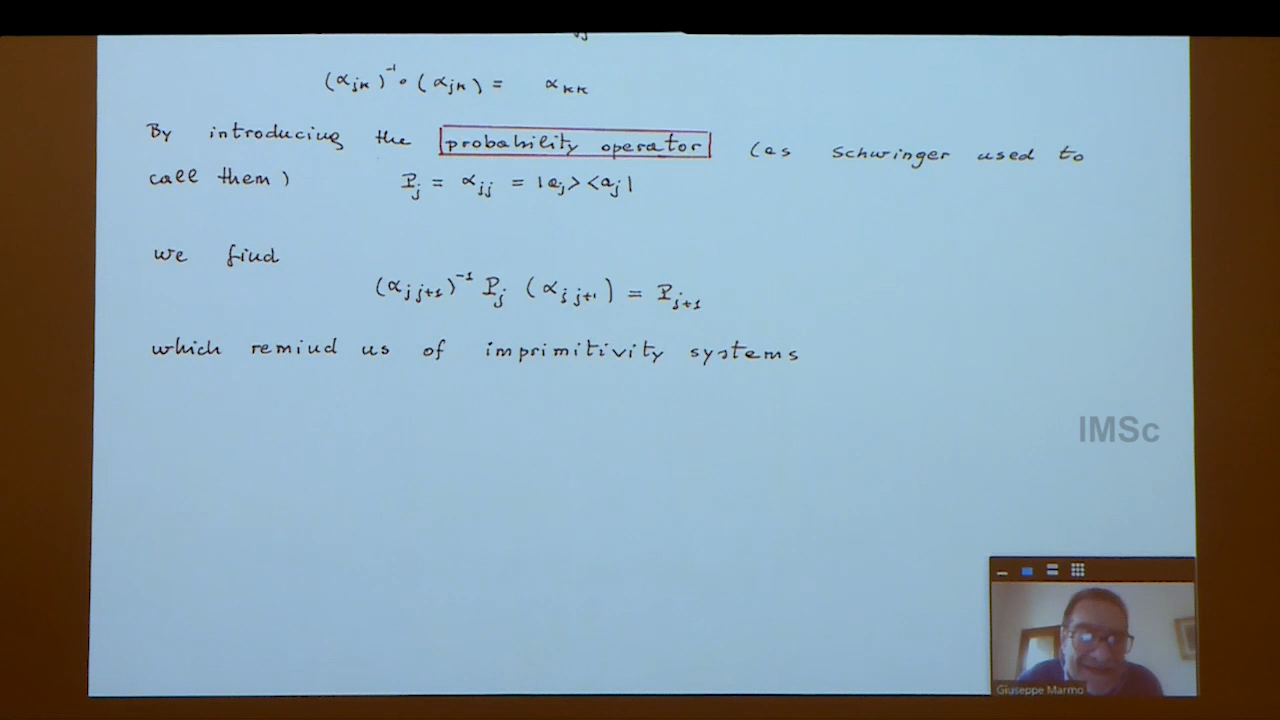 (α_jk)^-1 ∘ (α_jk) = α_kk
By introducing the probability operator (as Schwinger used to
call them) P_j = α_jj = |a_j> <a_j|
we find
(α_j j+1)^-1 P_j (α_j j+1) = P_j+1
which remind us of imprimitivity systems
IMSc
Giuseppe Marmo